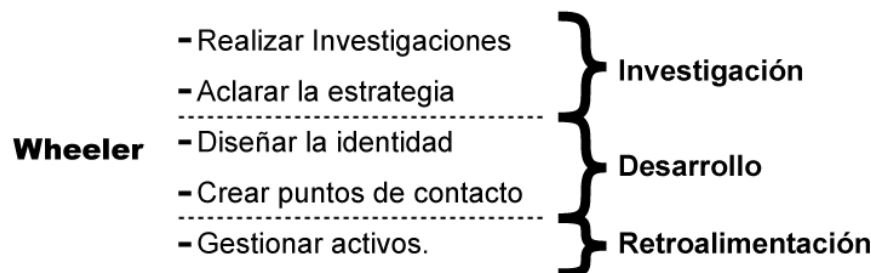 - Realizar Investigaciones
- Aclarar la estrategia
Investigación
Wheeler
- Diseñar la identidad
- Crear puntos de contacto
Desarrollo
- Gestionar activos.
Retroalimentación